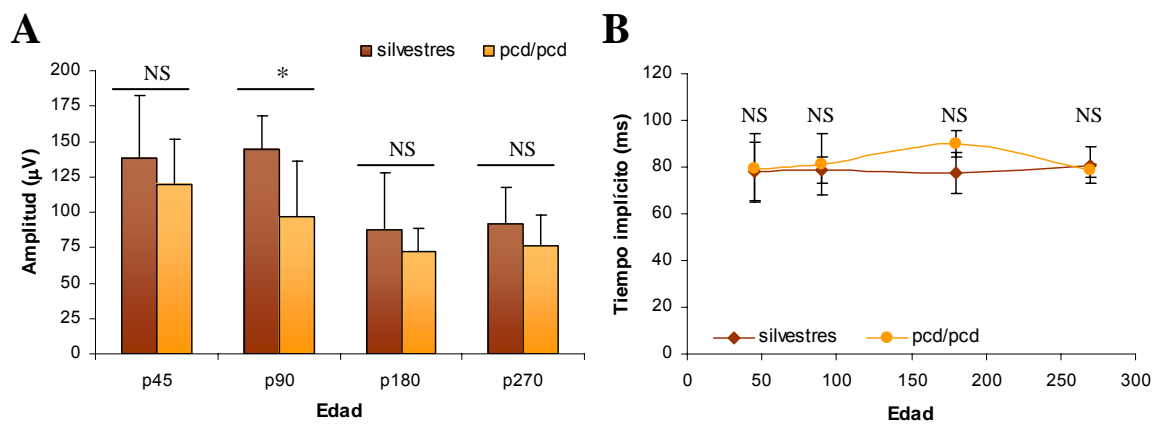 A
silvestres pcd/pcd
200
175
150
125
100
75
50
25
0
Amplitud (µV)
NS
*
NS
NS
p45 p90 p180 p270
Edad
B
120
100
80
60
40
20
0
Tiempo implícito (ms)
NS NS NS NS
silvestres pcd/pcd
0 50 100 150 200 250 300
Edad